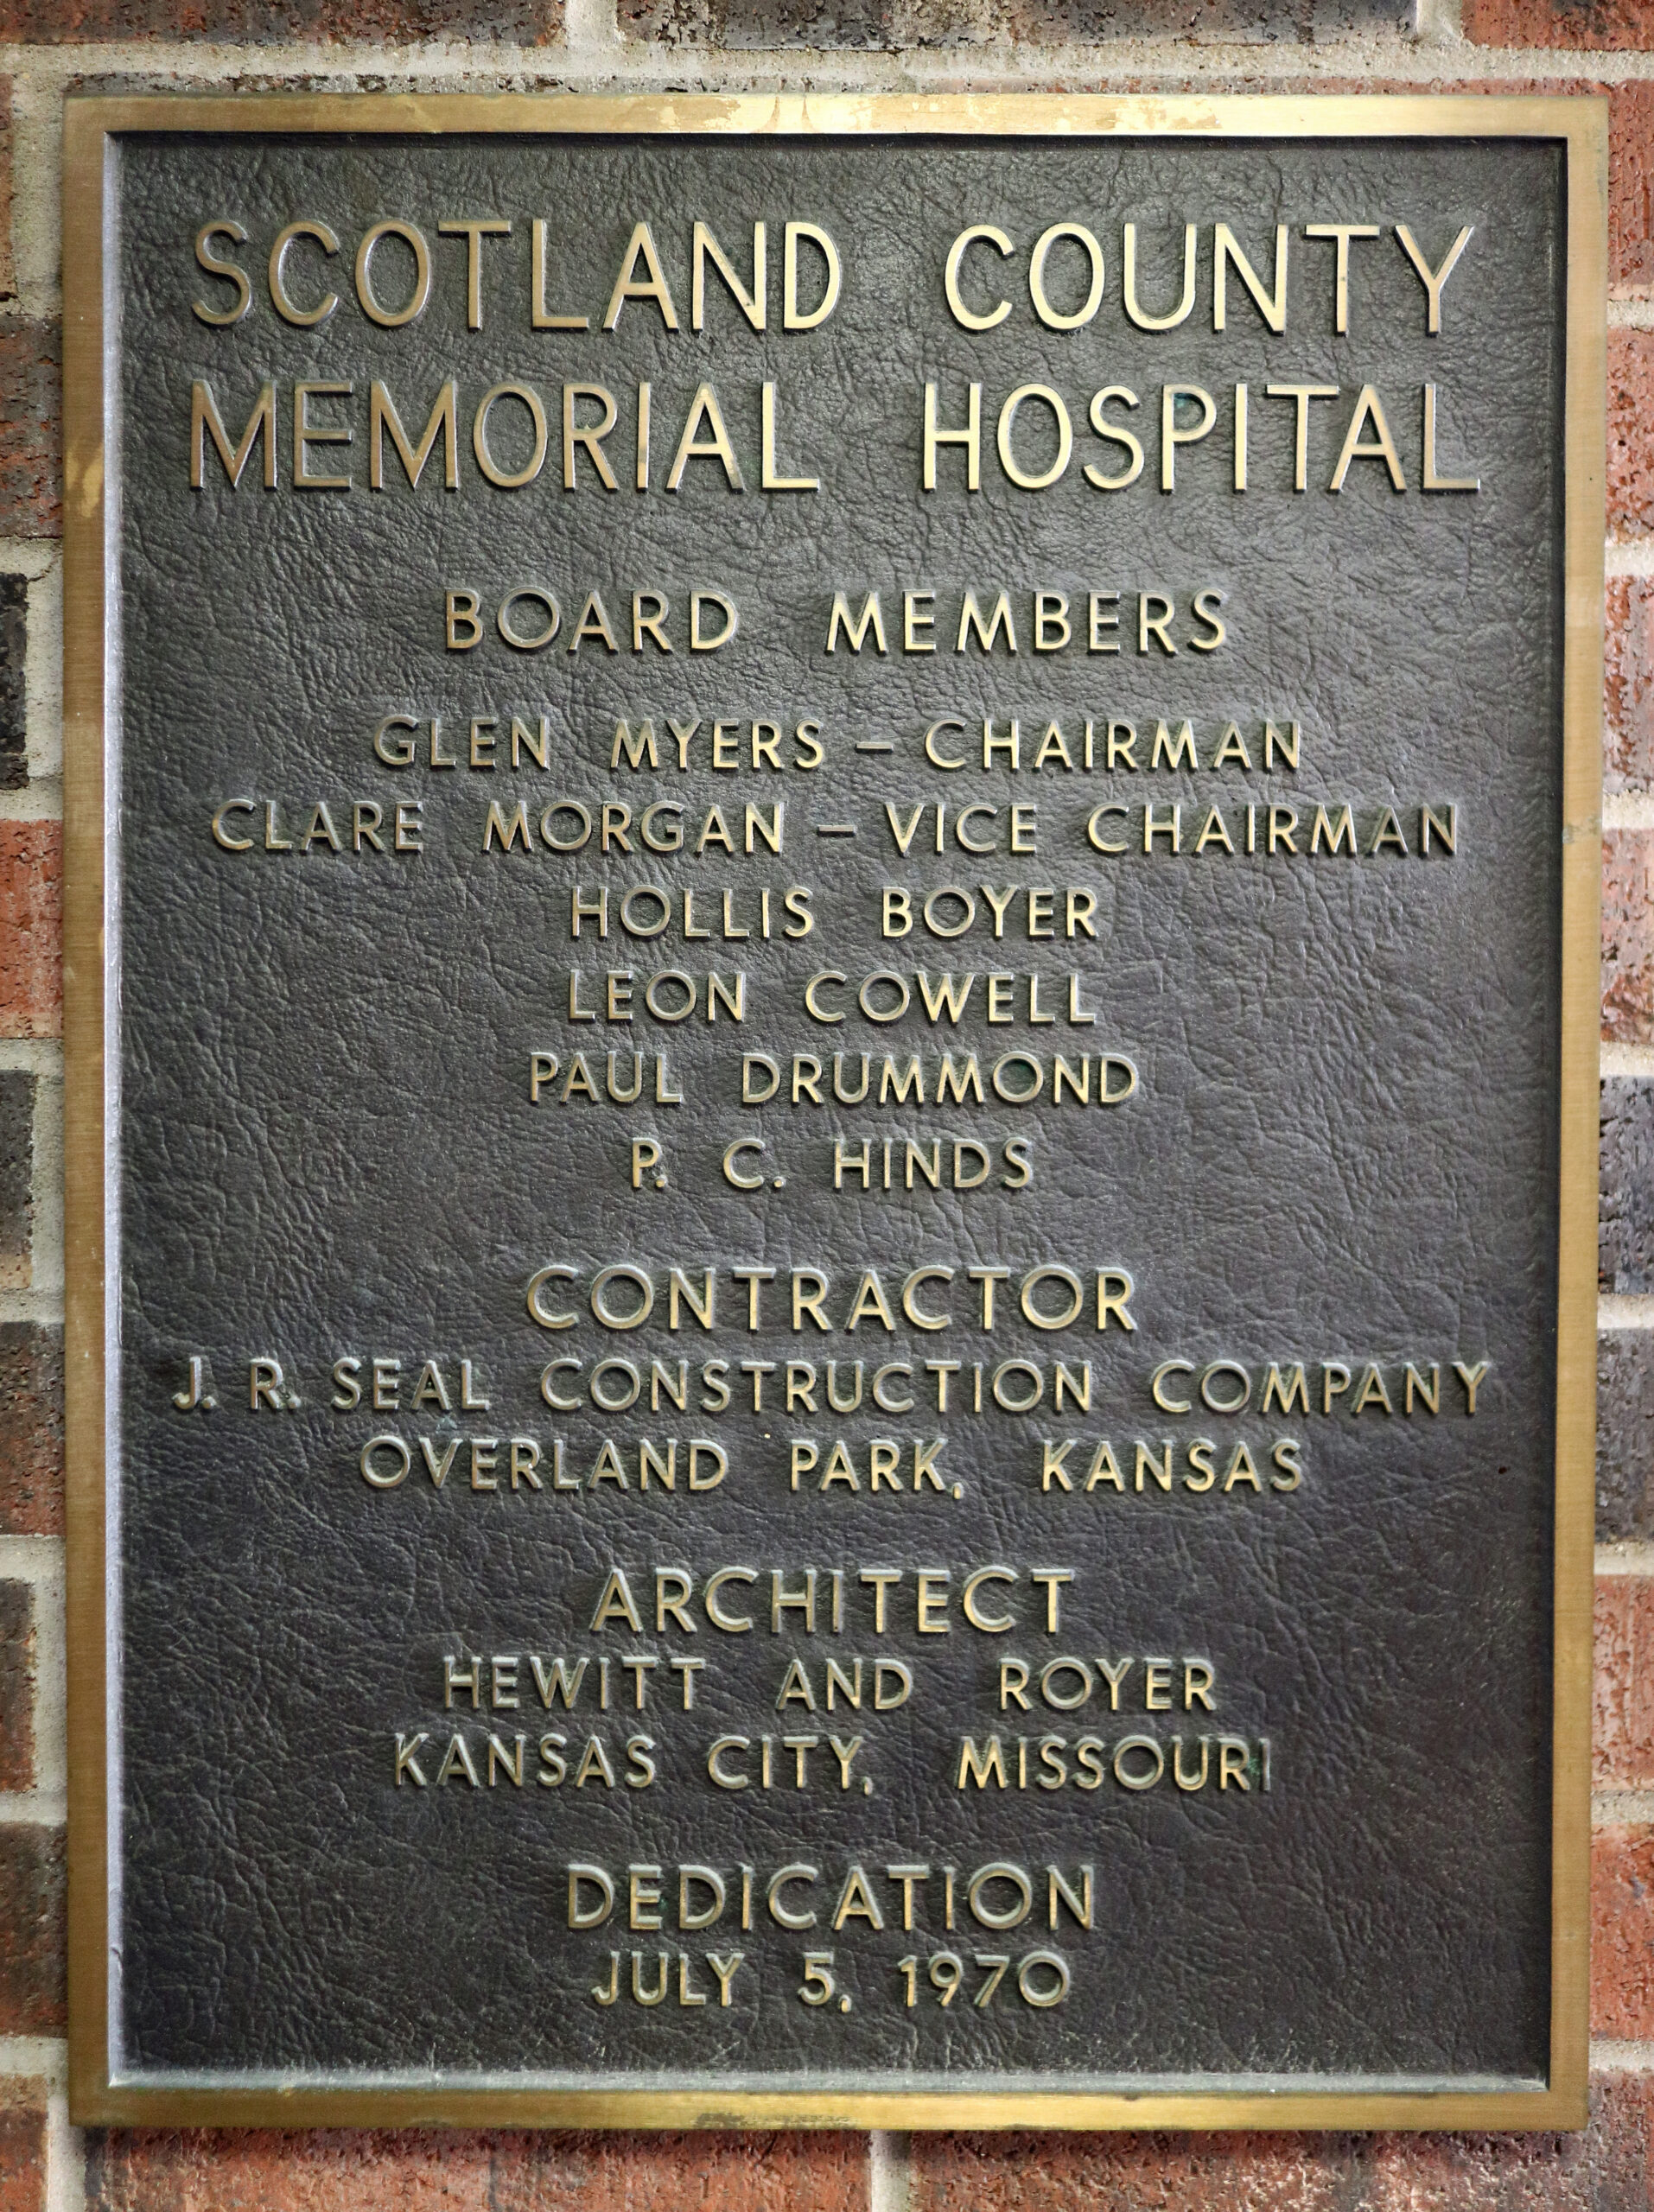 SCOTLAND COUNTY
MEMORIAL HOSPITAL
BOARD MEMBERS
GLEN MYERS – CHAIRMAN
CLARE MORGAN – VICE CHAIRMAN
HOLLIS BOYER
LEON COWELL
PAUL DRUMMOND
P. C. HINDS
CONTRACTOR
J. R. SEAL CONSTRUCTION COMPANY
OVERLAND PARK, KANSAS
ARCHITECT
HEWITT AND ROYER
KANSAS CITY, MISSOURI
DEDICATION
JULY 5, 1970